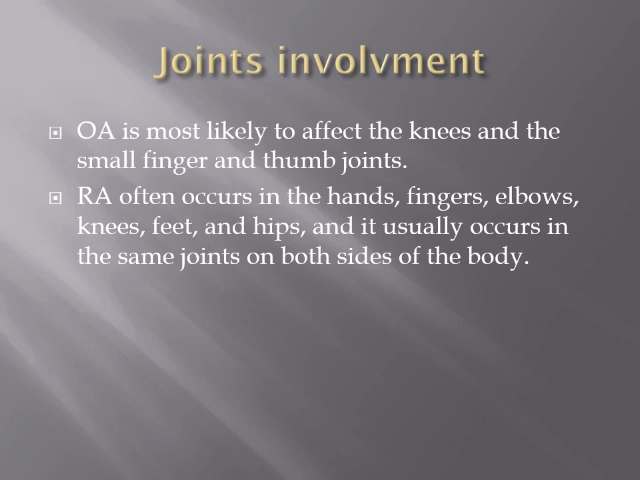 Joints involvment
OA is most likely to affect the knees and the
small finger and thumb joints.
RA often occurs in the hands, fingers, elbows,
knees, feet, and hips, and it usually occurs in
the same joints on both sides of the body.